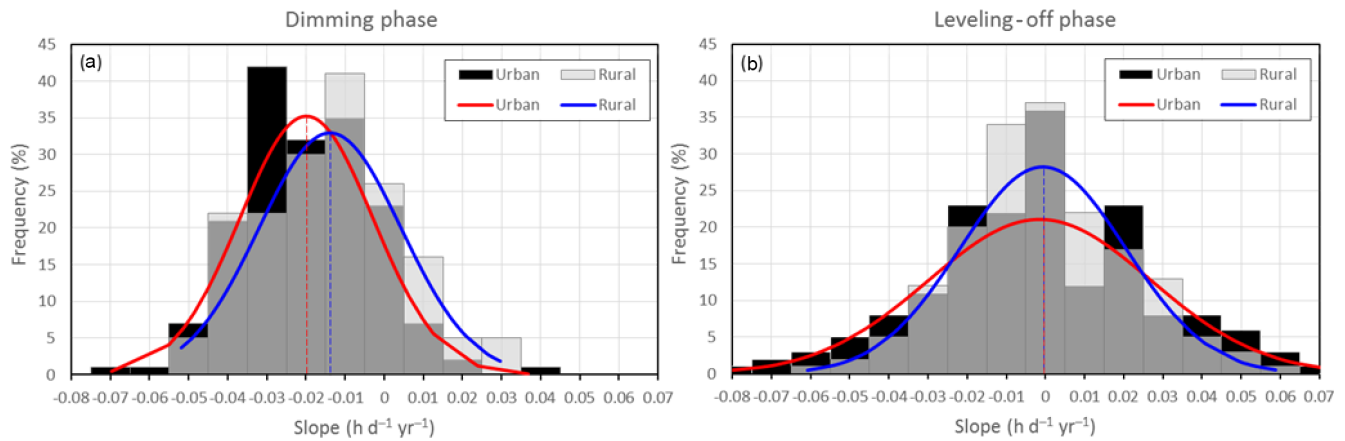 Dimming phase
(a)
Urban Rural
Urban Rural
Frequency (%)
45
40
35
30
25
20
15
10
5
0
-0.08 -0.07 -0.06 -0.05 -0.04 -0.03 -0.02 -0.01 0 0.01 0.02 0.03 0.04 0.05 0.06 0.07
Slope (h d⁻¹ yr⁻¹)
Leveling-off phase
(b)
Urban Rural
Urban Rural
Frequency (%)
45
40
35
30
25
20
15
10
5
0
-0.08 -0.07 -0.06 -0.05 -0.04 -0.03 -0.02 -0.01 0 0.01 0.02 0.03 0.04 0.05 0.06 0.07
Slope (h d⁻¹ yr⁻¹)